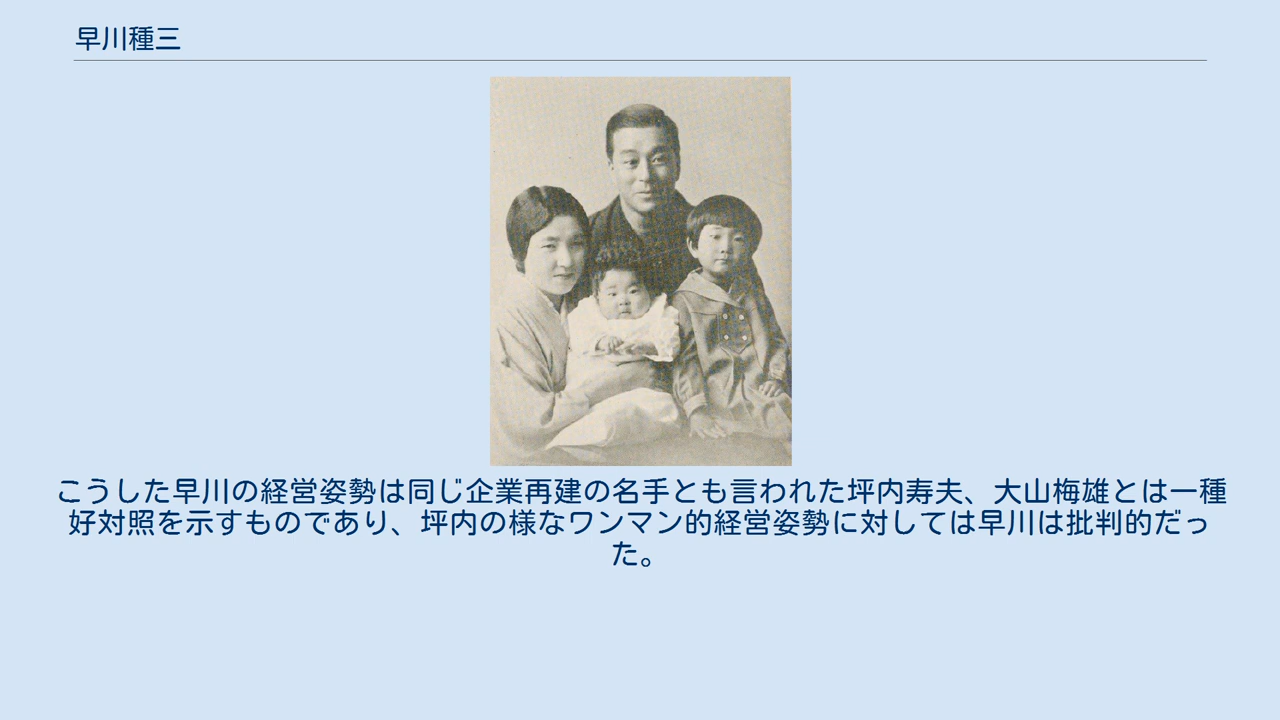 早川種三
こうした早川の経営姿勢は同じ企業再建の名手とも言われた坪内寿夫、大山梅雄とは一種
好対照を示すものであり、坪内の様なワンマン的経営姿勢に対しては早川は批判的だっ
た。